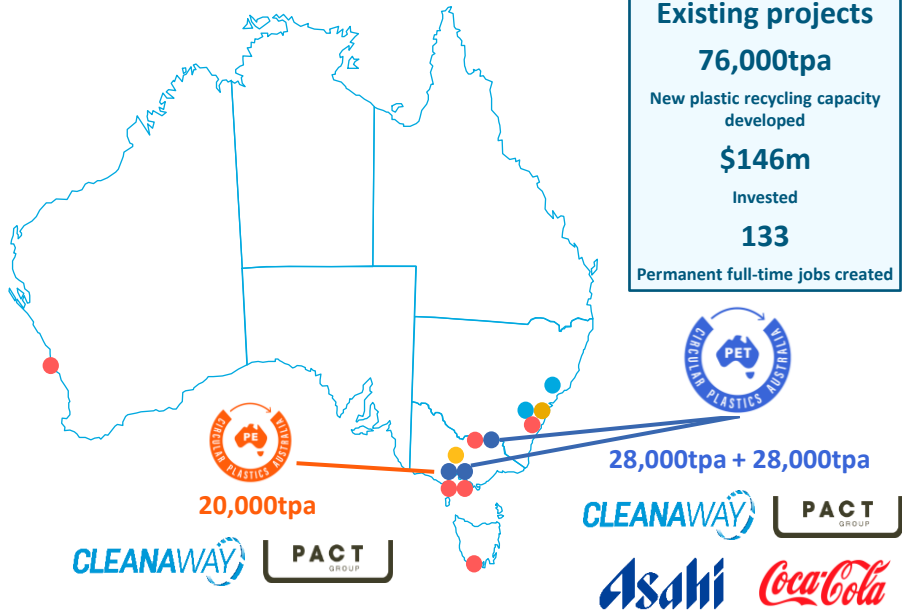 Existing projects
76,000tpa
New plastic recycling capacity
developed
$146m
Invested
133
Permanent full-time jobs created
CIRCULAR PLASTICS AUSTRALIA
PET
CIRCULAR PLASTICS AUSTRALIA
PE
20,000tpa
CLEANAWAY
PACT
GROUP
28,000tpa + 28,000tpa
CLEANAWAY
PACT
GROUP
Asahi
Coca-Cola